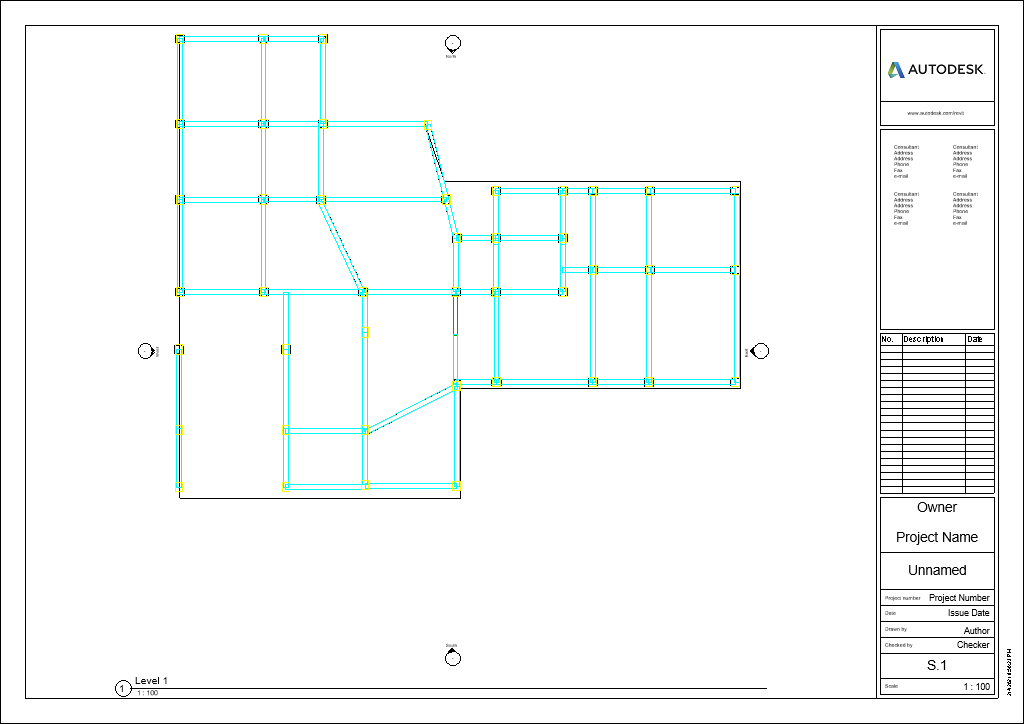 North
West
East
South
1
Level 1
1 : 100
AUTODESK.
www.autodesk.com/revit
Consultant
Address
Address
Phone
Fax
e-mail
Consultant
Address
Address
Phone
Fax
e-mail
Consultant
Address
Address
Phone
Fax
e-mail
Consultant
Address
Address
Phone
Fax
e-mail
No. Description Date
Owner
Project Name
Unnamed
Project number Project Number
Date Issue Date
Drawn by Author
Checked by Checker
S.1
Scale 1 : 100